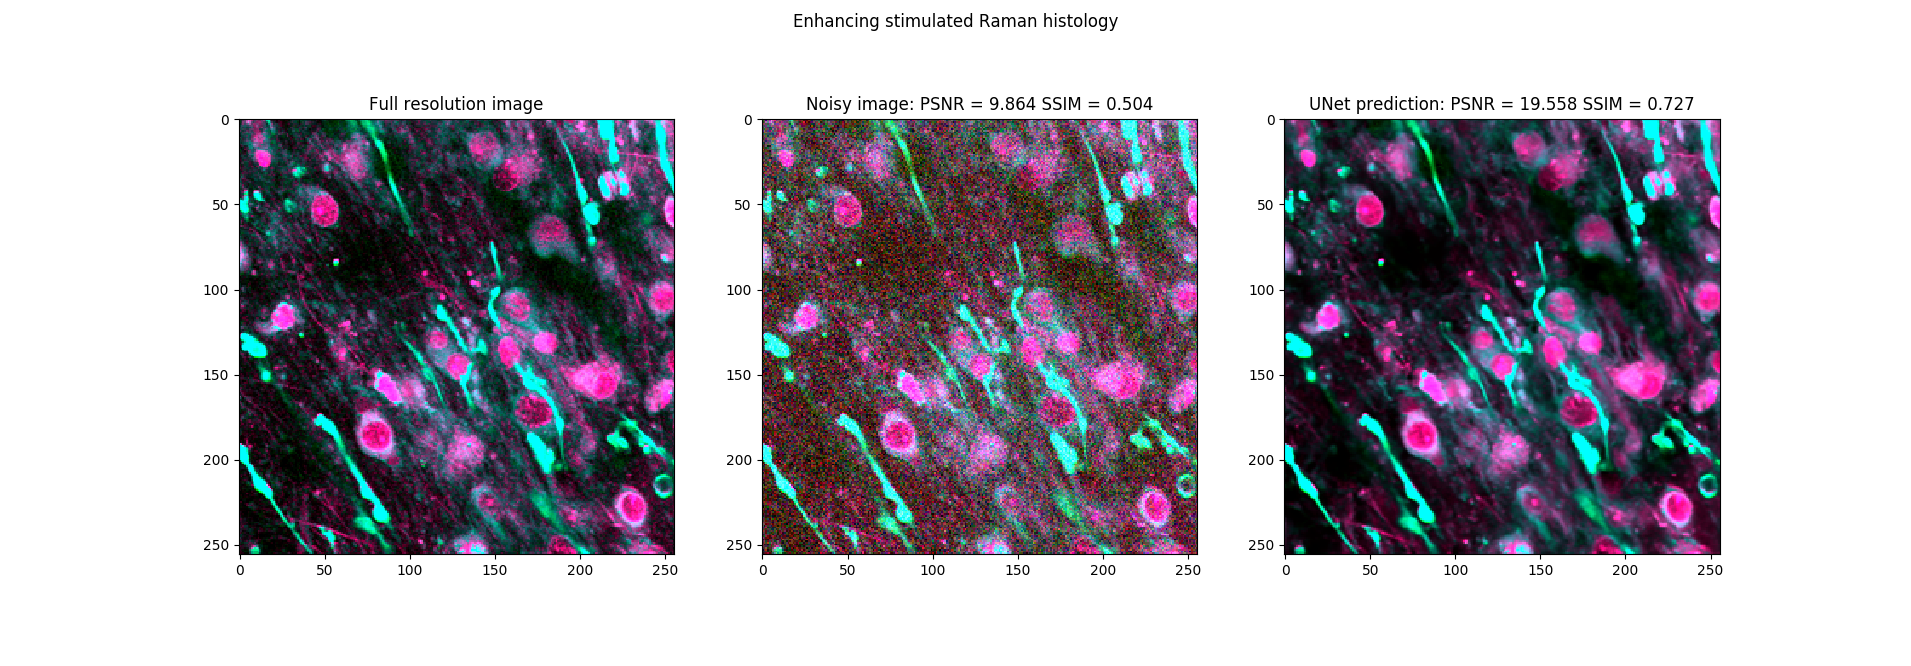 Enhancing stimulated Raman histology
Full resolution image
Noisy image: PSNR = 9.864 SSIM = 0.504
UNet prediction: PSNR = 19.558 SSIM = 0.727
0
50
100
150
200
250
0 50 100 150 200 250
0
50
100
150
200
250
0 50 100 150 200 250
0
50
100
150
200
250
0 50 100 150 200 250